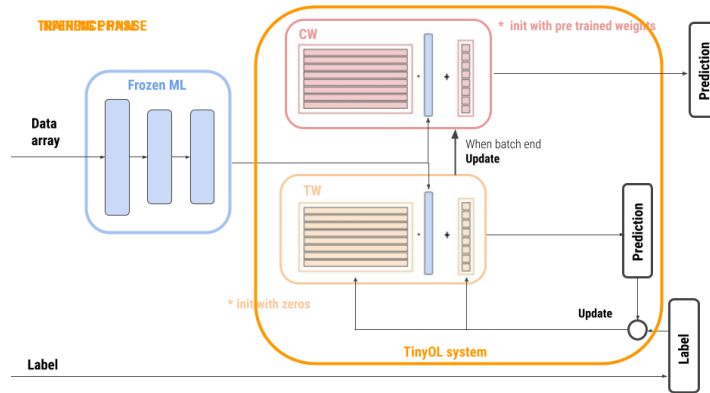 CW
* init with pre trained weights
Frozen ML
Prediction
Data
array
When batch end
Update
TW
Prediction
* init with zeros
Update
TinyOL system
Label
Label